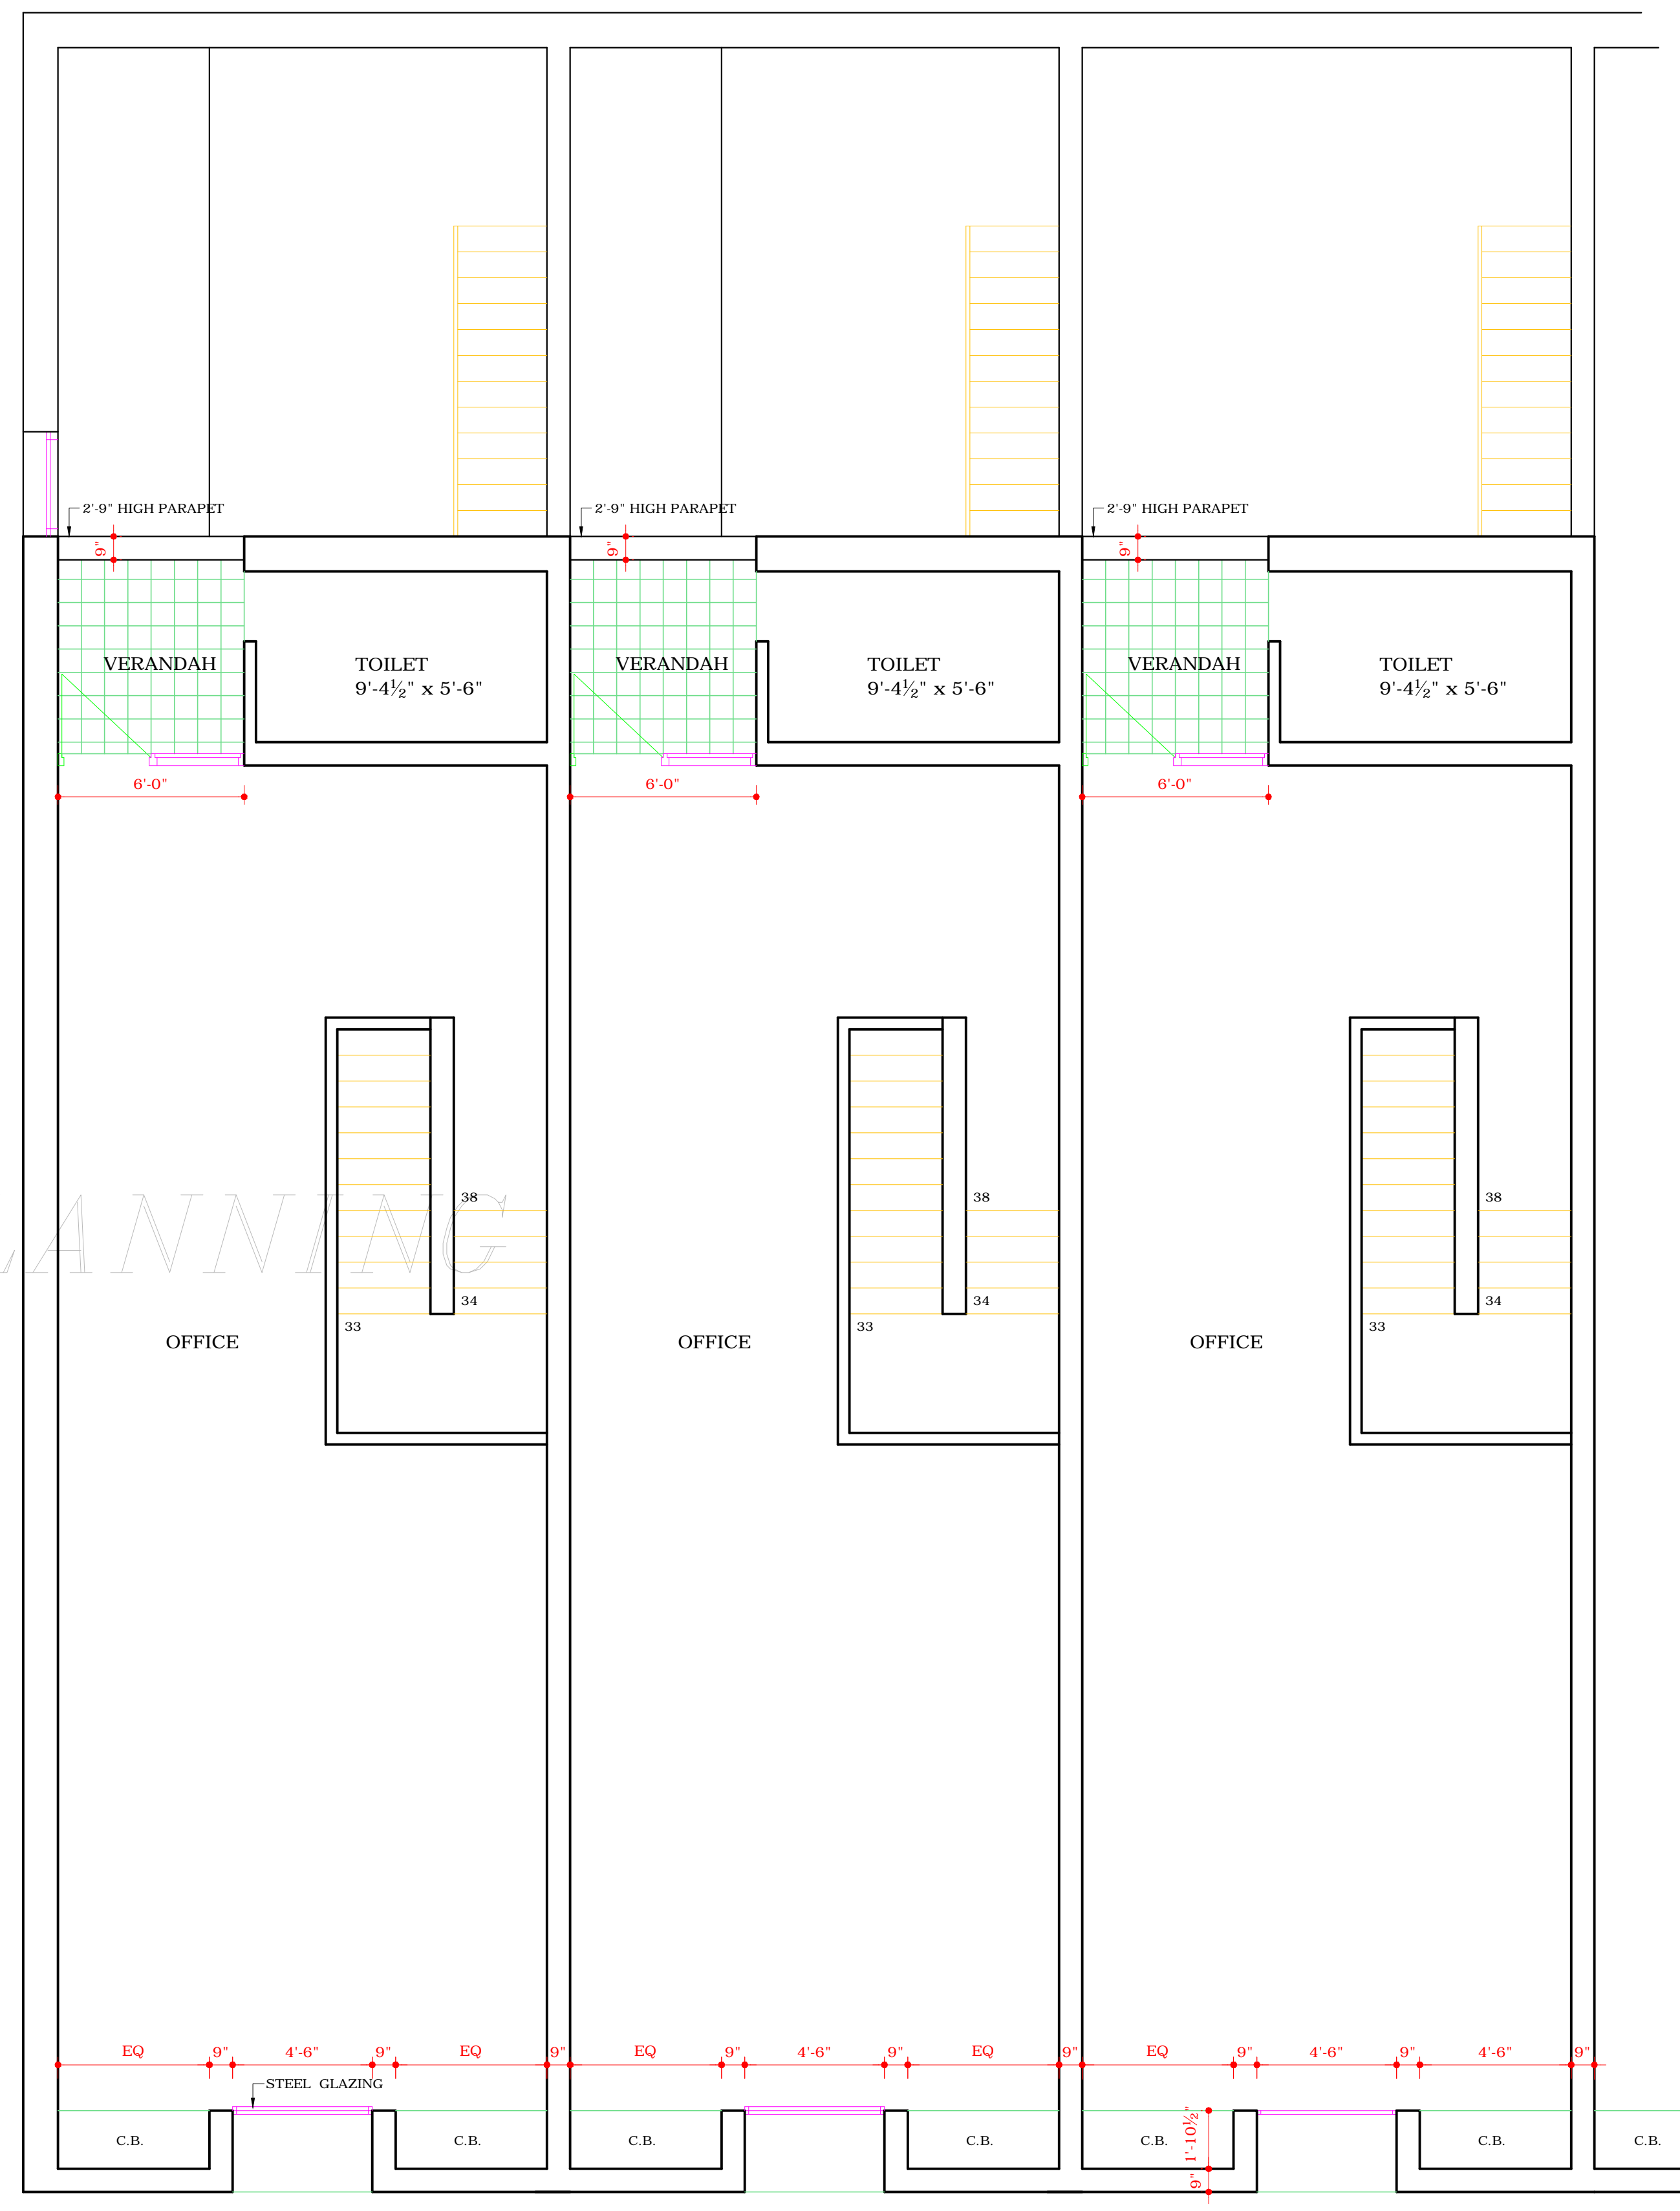 2'-9" HIGH PARAPET
2'-9" HIGH PARAPET
2'-9" HIGH PARAPET
9"
9"
9"
VERANDAH
TOILET
9'-4½" x 5'-6"
VERANDAH
TOILET
9'-4½" x 5'-6"
VERANDAH
TOILET
9'-4½" x 5'-6"
6'-0"
6'-0"
6'-0"
38
38
38
ANNING
34
34
34
33
33
33
OFFICE
OFFICE
OFFICE
EQ 9" 4'-6" 9" EQ 9" EQ 9" 4'-6" 9" EQ 9" EQ 9" 4'-6" 9" 4'-6" 9"
STEEL GLAZING
C.B.
C.B.
C.B.
C.B.
C.B.
1'-10½"
C.B.
C.B.
9"